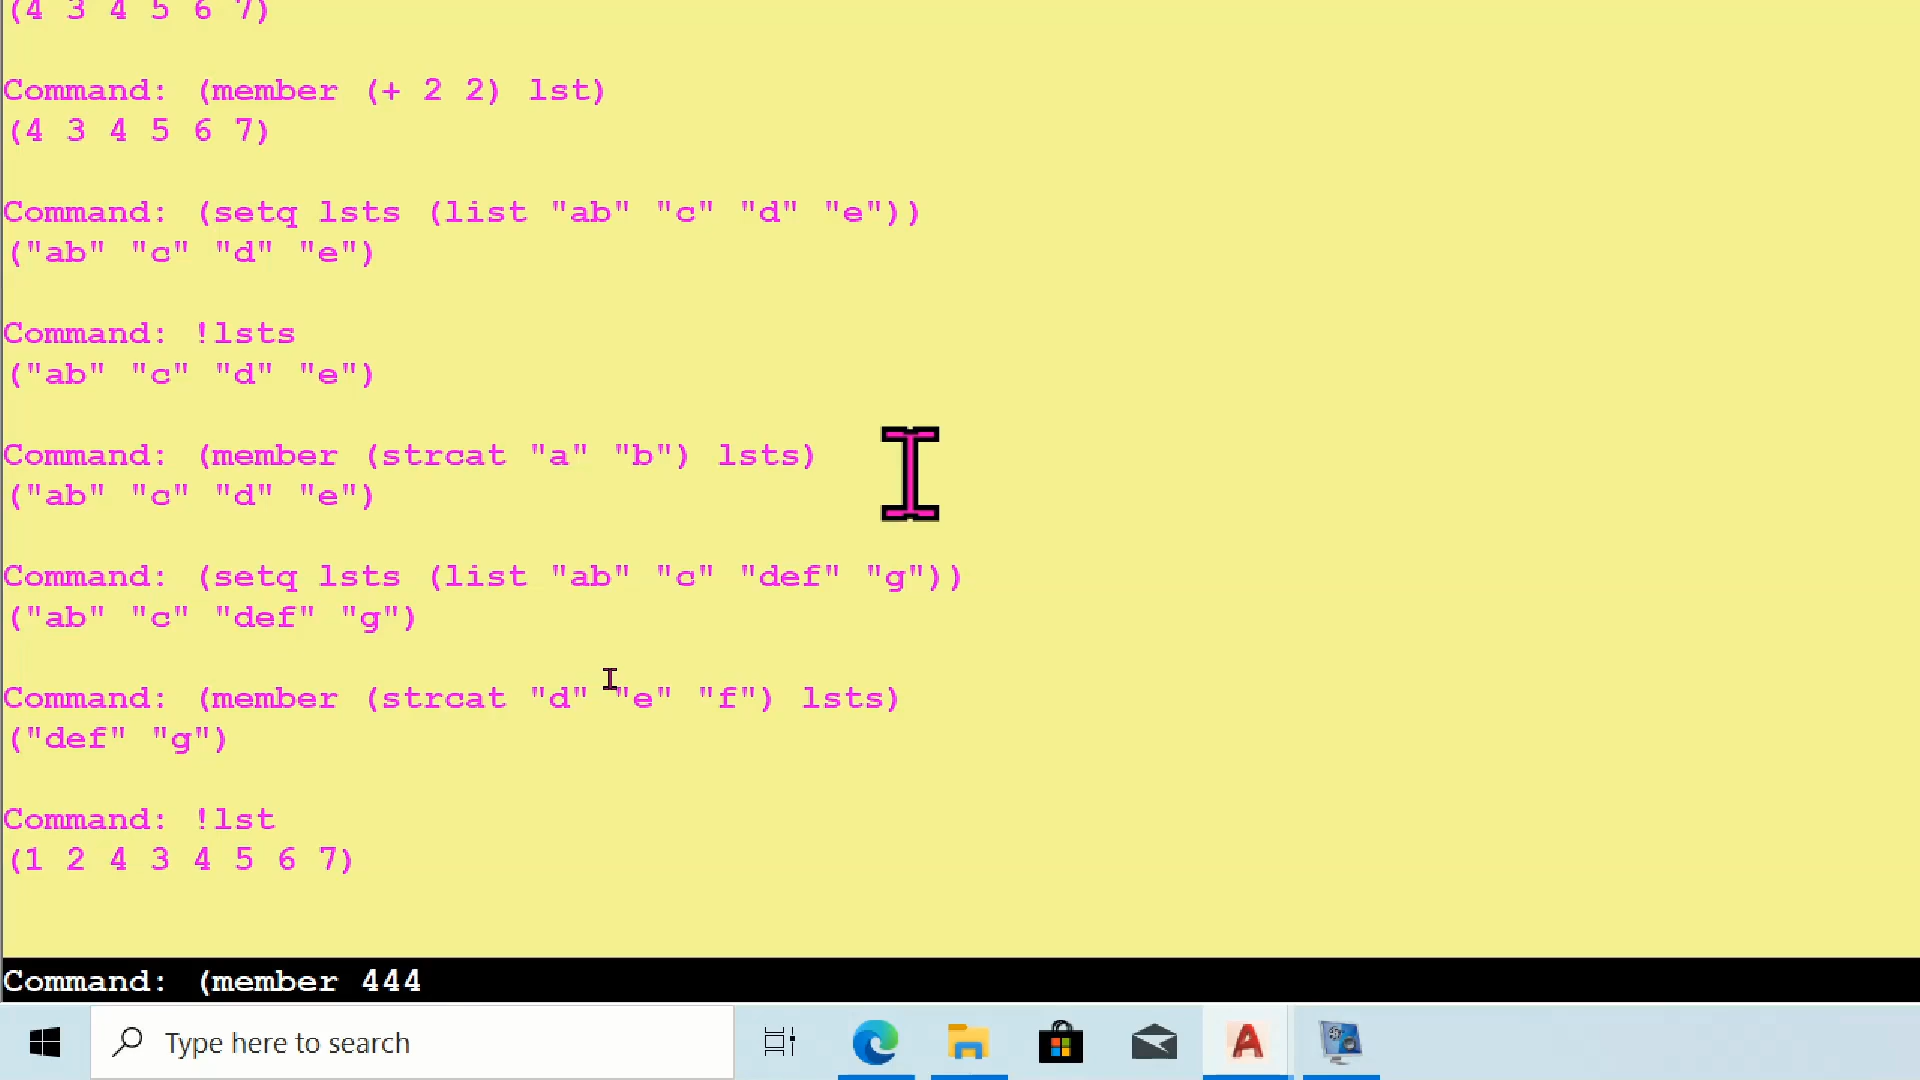 (4 3 4 5 6 7)
Command: (member (+ 2 2) lst)
(4 3 4 5 6 7)
Command: (setq lsts (list "ab" "c" "d" "e"))
("ab" "c" "d" "e")
Command: !lsts
("ab" "c" "d" "e")
Command: (member (strcat "a" "b") lsts)
("ab" "c" "d" "e")
Command: (setq lsts (list "ab" "c" "def" "g"))
("ab" "c" "def" "g")
Command: (member (strcat "d" "e" "f") lsts)
("def" "g")
Command: !lst
(1 2 4 3 4 5 6 7)
Command: (member 444
Type here to search